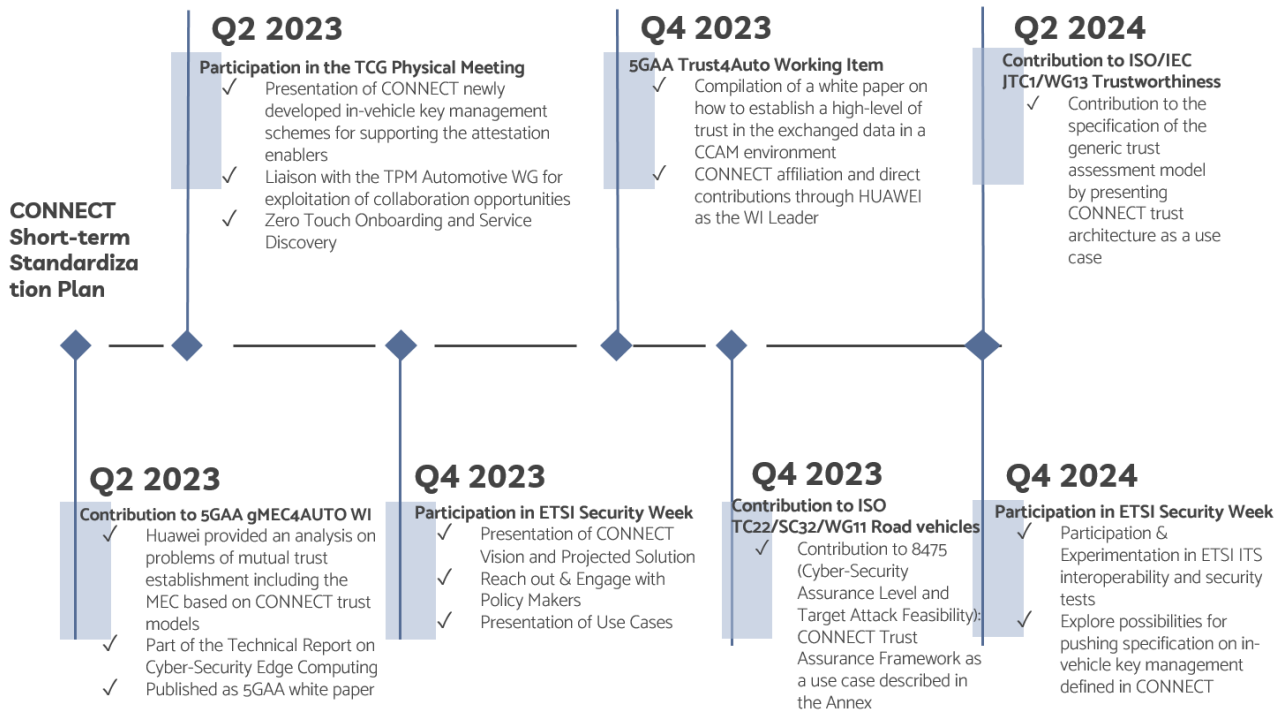 CONNECT
Short-term
Standardiza
tion Plan
Q2 2023
Participation in the TCG Physical Meeting
✓ Presentation of CONNECT newly
developed in-vehicle key management
schemes for supporting the attestation
enablers
✓ Liaison with the TPM Automotive WG for
exploitation of collaboration opportunities
✓ Zero Touch Onboarding and Service
Discovery
Q4 2023
5GAA Trust4Auto Working Item
✓ Compilation of a white paper on
how to establish a high-level of
trust in the exchanged data in a
CCAM environment
✓ CONNECT affiliation and direct
contributions through HUAWEI
as the WI Leader
Q2 2024
Contribution to ISO/IEC
JTC1/WG13 Trustworthiness
✓ Contribution to the
specification of the
generic trust
assessment model
by presenting
CONNECT trust
architecture as a use
case
Q2 2023
Contribution to 5GAA gMEC4AUTO WI
✓ Huawei provided an analysis on
problems of mutual trust
establishment including the
MEC based on CONNECT trust
models
✓ Part of the Technical Report on
Cyber-Security Edge Computing
✓ Published as 5GAA white paper
Q4 2023
Participation in ETSI Security Week
✓ Presentation of CONNECT
Vision and Projected Solution
✓ Reach out & Engage with
Policy Makers
✓ Presentation of Use Cases
Q4 2023
Contribution to ISO
TC22/SC32/WG11 Road vehicles
✓ Contribution to 8475
(Cyber-Security
Assurance Level and
Target Attack Feasibility):
CONNECT Trust
Assurance Framework as
a use case described in
the Annex
Q4 2024
Participation in ETSI Security Week
✓ Participation &
Experimentation in ETSI ITS
interoperability and security
tests
✓ Explore possibilities for
pushing specification on in-
vehicle key management
defined in CONNECT